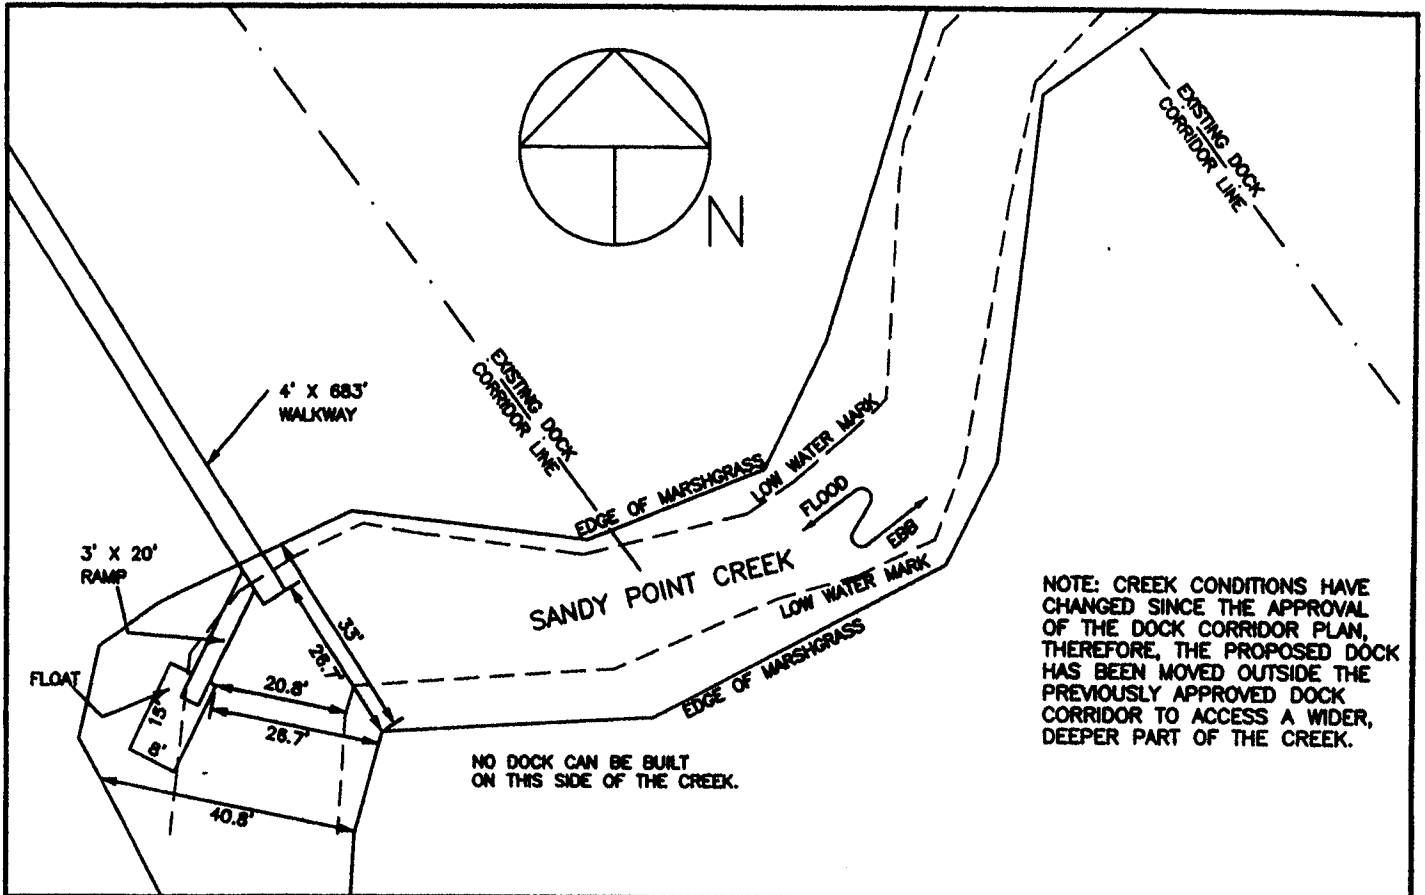 N
EXISTING DOCK
CORRIDOR LINE
4' X 683'
WALKWAY
EXISTING DOCK
CORRIDOR LINE
EDGE OF MARSHGRASS
LOW WATER MARK
FLOOD
EBB
SANDY POINT CREEK
LOW WATER MARK
EDGE OF MARSHGRASS
3' X 20'
RAMP
FLOAT
33'
26.7'
20.8'
26.7'
15'
8'
40.8'
NO DOCK CAN BE BUILT
ON THIS SIDE OF THE CREEK.
NOTE: CREEK CONDITIONS HAVE
CHANGED SINCE THE APPROVAL
OF THE DOCK CORRIDOR PLAN,
THEREFORE, THE PROPOSED DOCK
HAS BEEN MOVED OUTSIDE THE
PREVIOUSLY APPROVED DOCK
CORRIDOR TO ACCESS A WIDER,
DEEPER PART OF THE CREEK.